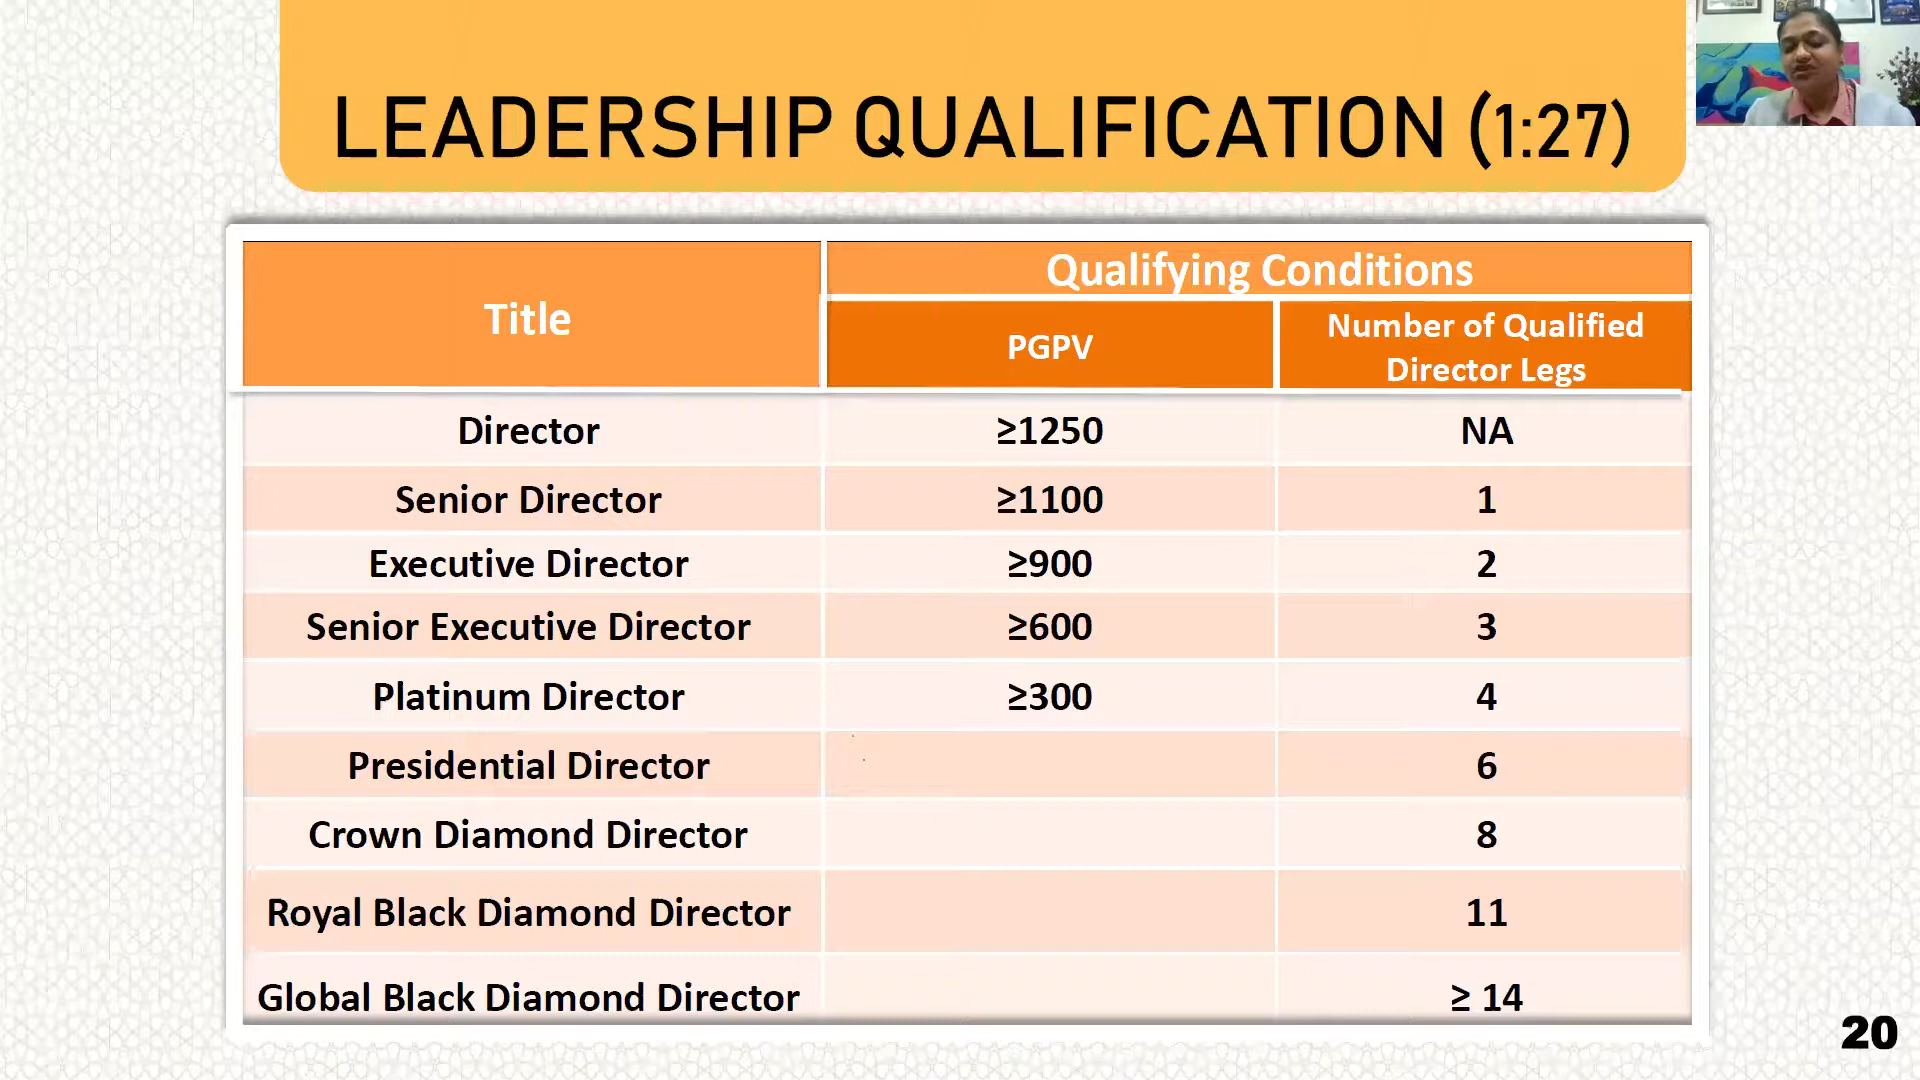 LEADERSHIP QUALIFICATION (1:27)
Title
Qualifying Conditions
PGPV
Number of Qualified
Director Legs
Director ≥1250 NA
Senior Director ≥1100 1
Executive Director ≥900 2
Senior Executive Director ≥600 3
Platinum Director ≥300 4
Presidential Director 6
Crown Diamond Director 8
Royal Black Diamond Director 11
Global Black Diamond Director ≥ 14
20